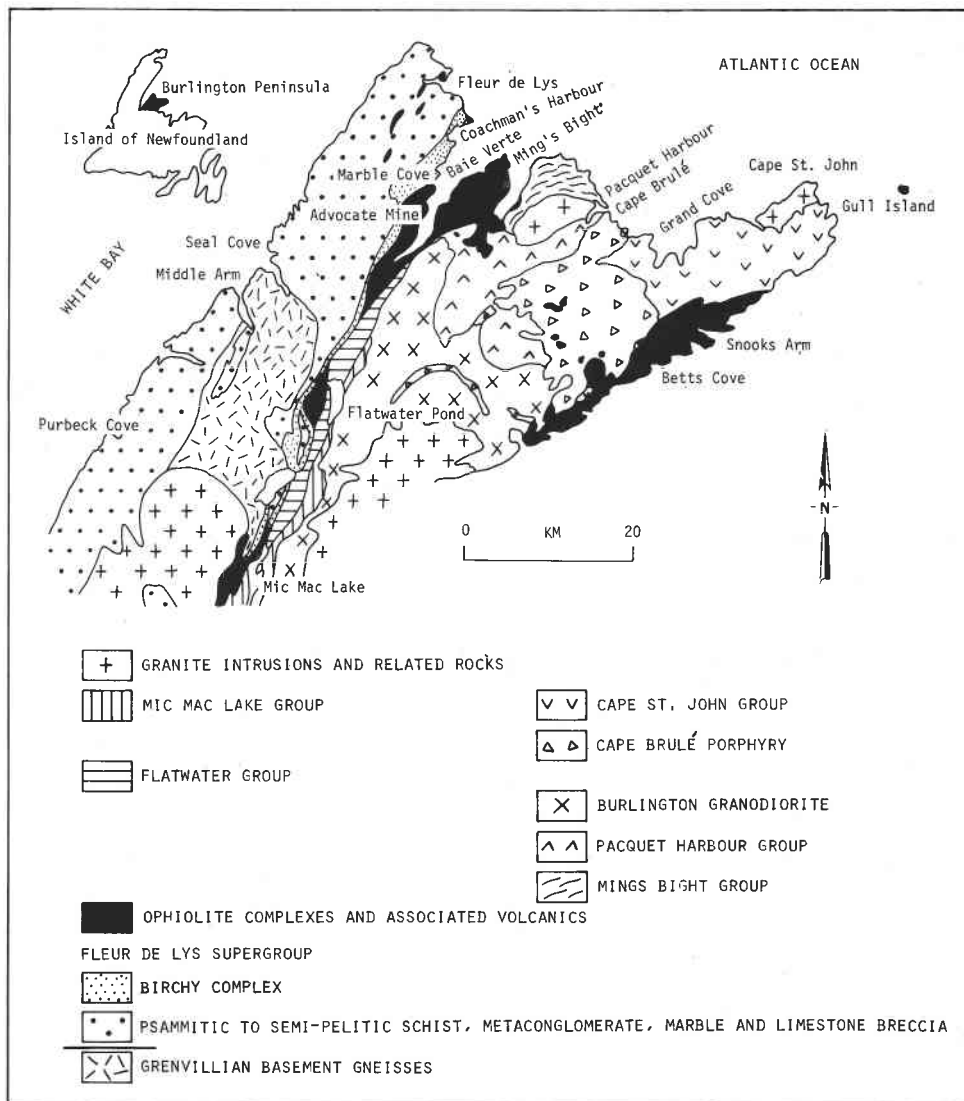 ATLANTIC OCEAN
Burlington Peninsula
Island of Newfoundland
Fleur de Lys
Coachman's Harbour
Baie Verte
Ming's Bight
Marble Cove
Pacquet Harbour
Cape Brulé
Grand Cove
Cape St. John
Gull Island
Advocate Mine
Seal Cove
Middle Arm
WHITE BAY
Snooks Arm
Betts Cove
Purbeck Cove
Flatwater Pond
Mic Mac Lake
0 KM 20
-N-
+ GRANITE INTRUSIONS AND RELATED ROCKS
MIC MAC LAKE GROUP
CAPE ST. JOHN GROUP
CAPE BRULÉ PORPHYRY
FLATWATER GROUP
BURLINGTON GRANODIORITE
PACQUET HARBOUR GROUP
MINGS BIGHT GROUP
OPHIOLITE COMPLEXES AND ASSOCIATED VOLCANICS
FLEUR DE LYS SUPERGROUP
BIRCHY COMPLEX
PSAMMITIC TO SEMI-PELITIC SCHIST, METACONGLOMERATE, MARBLE AND LIMESTONE BRECCIA
GRENVILLIAN BASEMENT GNEISSES